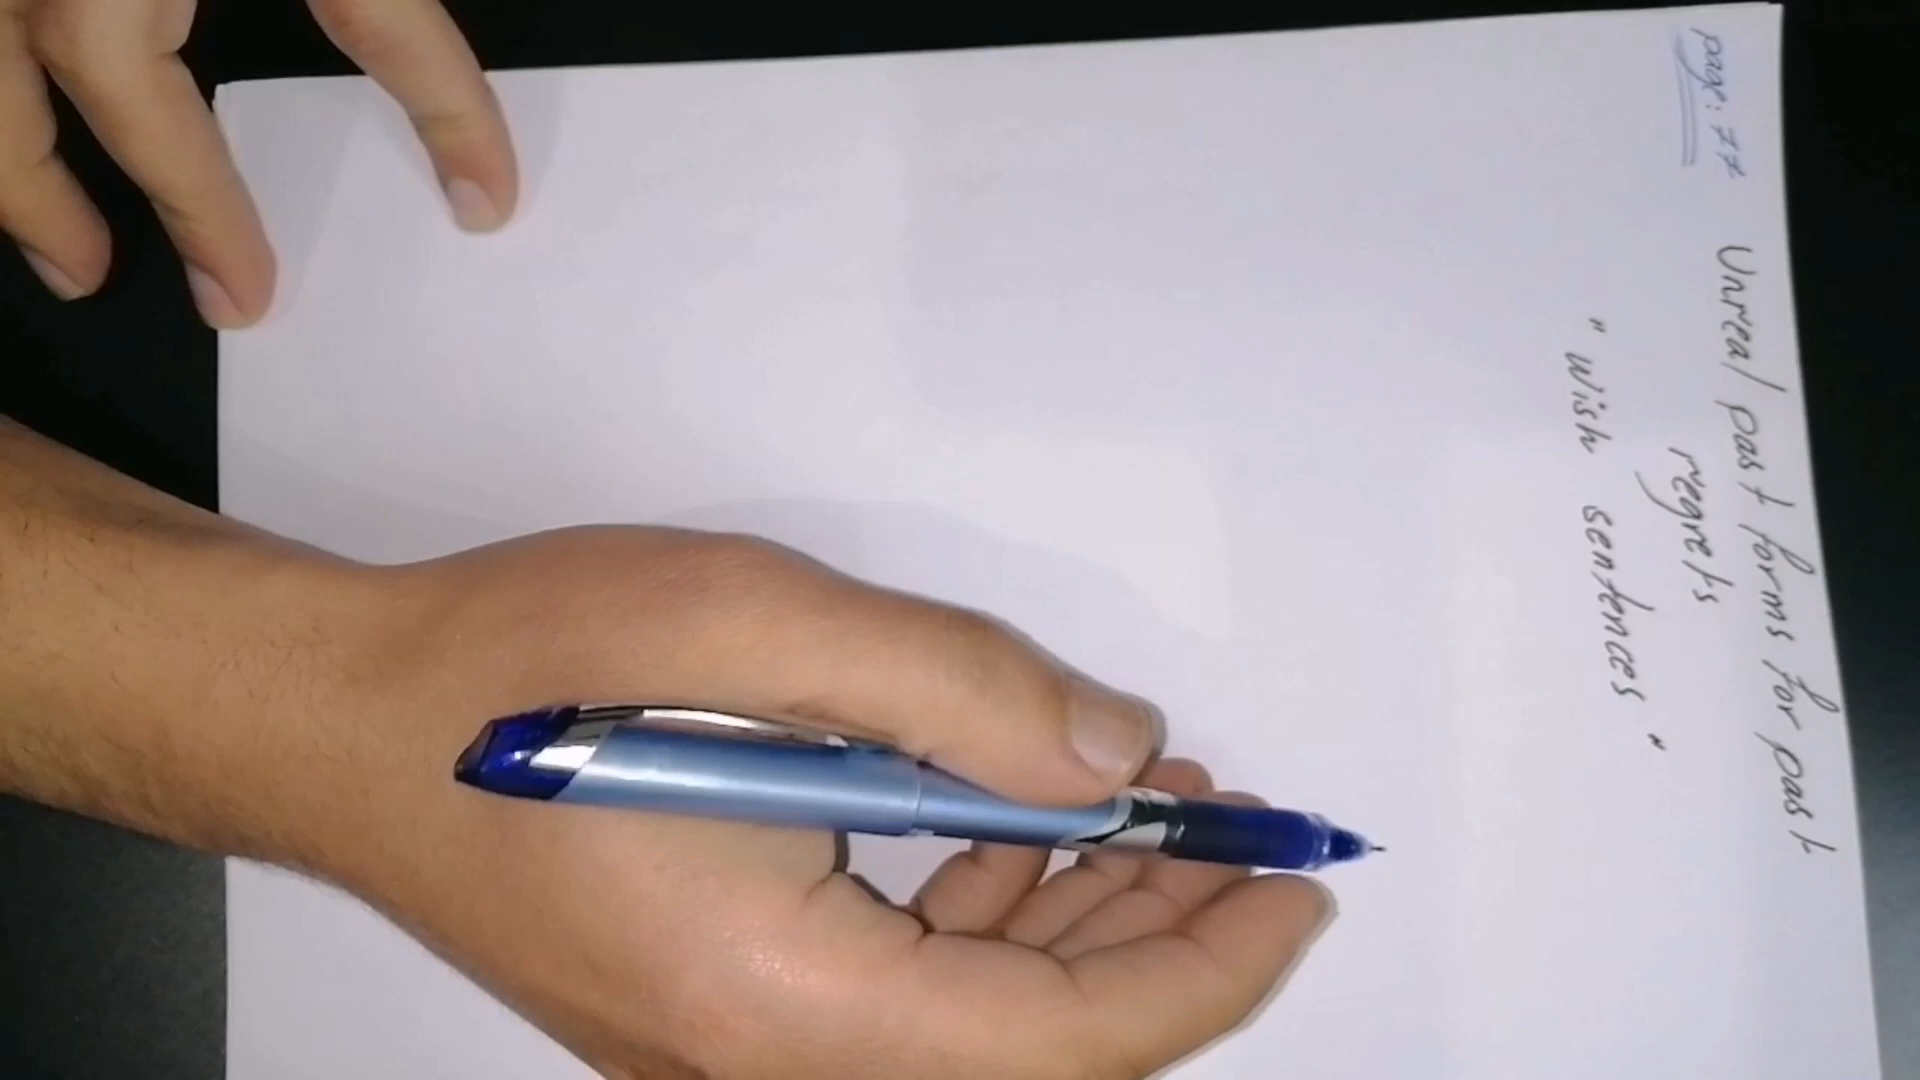 page: 77
Unreal past forms for past
regrets
" wish sentences "